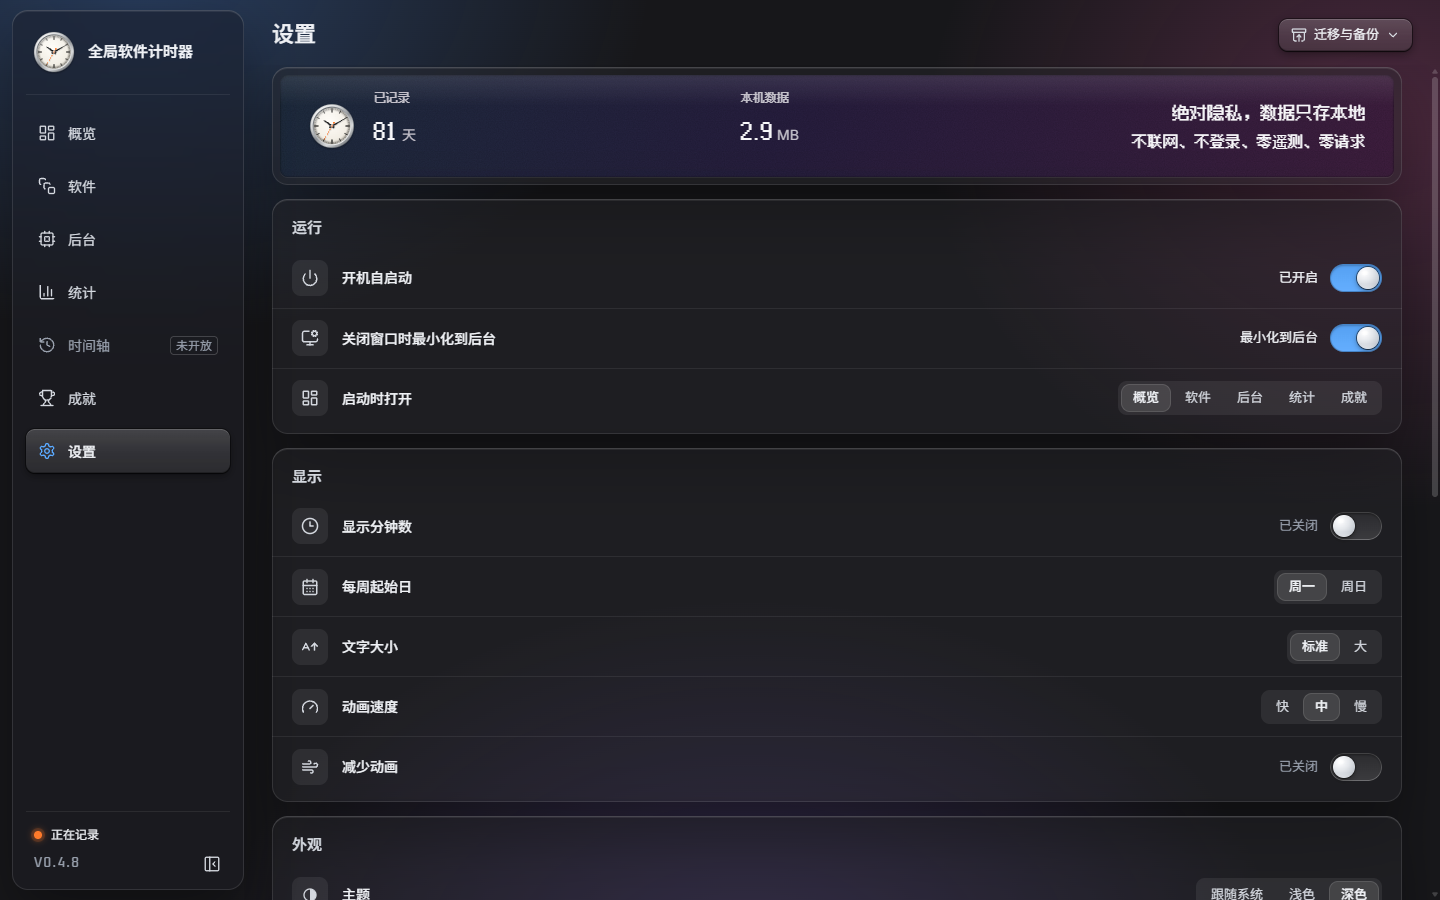 全局软件计时器
概览
软件
后台
统计
时间轴 未开放
成就
设置
正在记录
V0.4.8
设置
迁移与备份
已记录
81 天
本机数据
2.9 MB
绝对隐私，数据只存本地
不联网、不登录、零遥测、零请求
运行
开机自启动 已开启
关闭窗口时最小化到后台 最小化到后台
启动时打开 概览 软件 后台 统计 成就
显示
显示分钟数 已关闭
每周起始日 周一 周日
文字大小 标准 大
动画速度 快 中 慢
减少动画 已关闭
外观
主题 跟随系统 浅色 深色